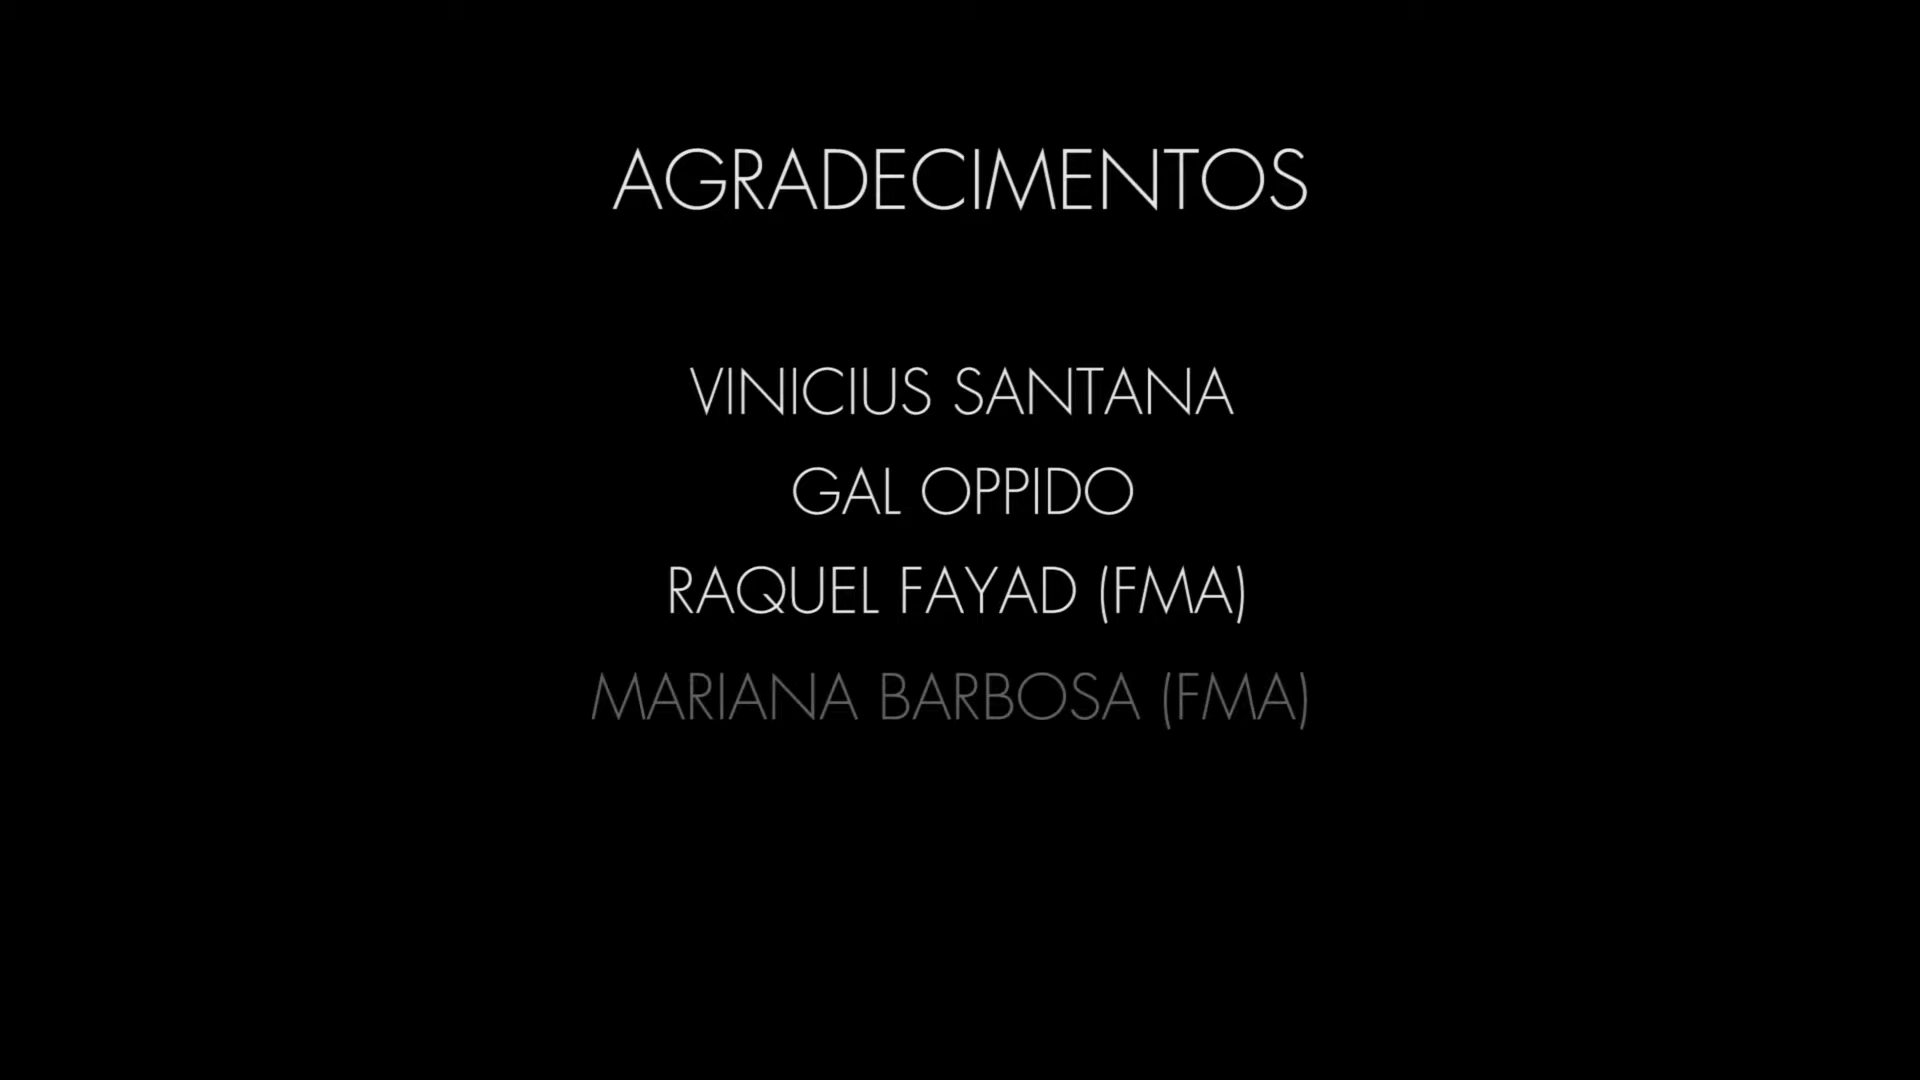 AGRADECIMENTOS
VINICIUS SANTANA
GAL OPPIDO
RAQUEL FAYAD (FMA)
MARIANA BARBOSA (FMA)